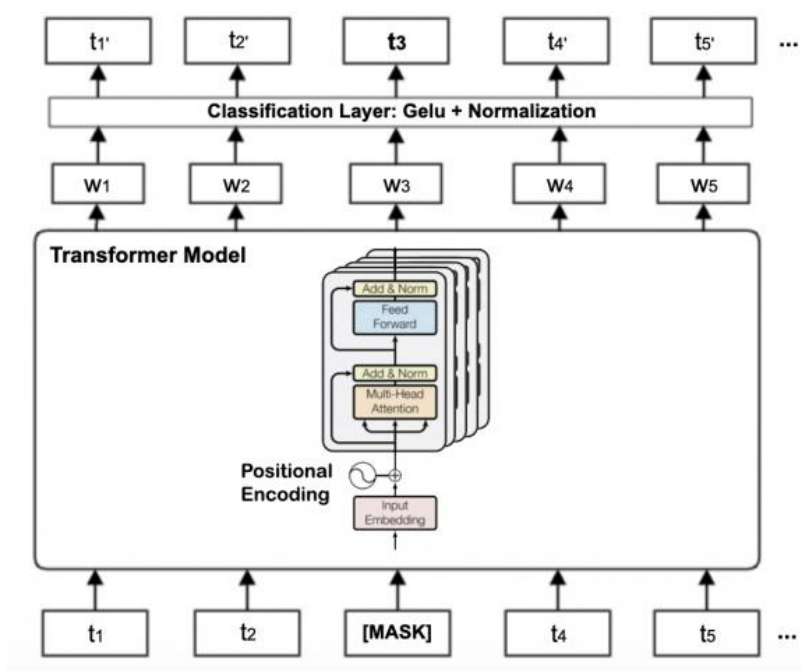 t1' t2' t3 t4' t5' ...
Classification Layer: Gelu + Normalization
W1 W2 W3 W4 W5
Transformer Model
Add & Norm
Feed
Forward
Add & Norm
Multi-Head
Attention
Positional
Encoding
Input
Embedding
t1 t2 [MASK] t4 t5 ...